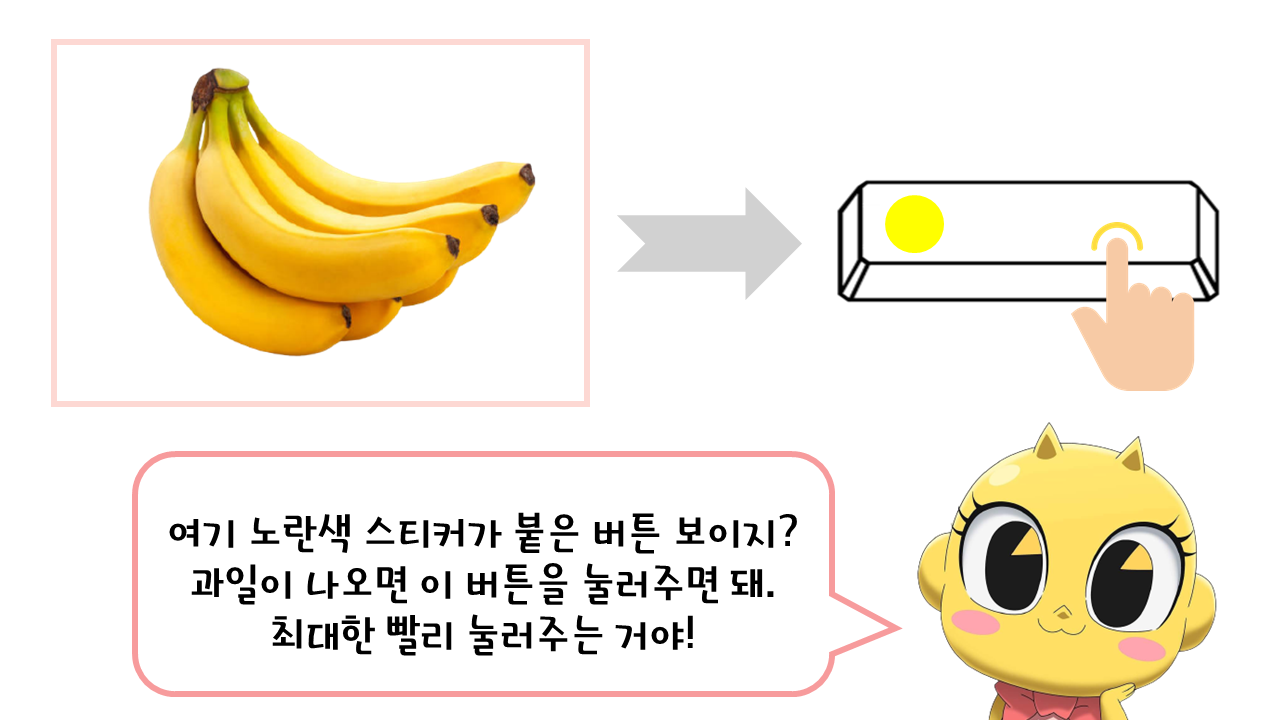 여기 노란색 스티커가 붙은 버튼 보이지?
과일이 나오면 이 버튼을 눌러주면 돼.
최대한 빨리 눌러주는 거야!